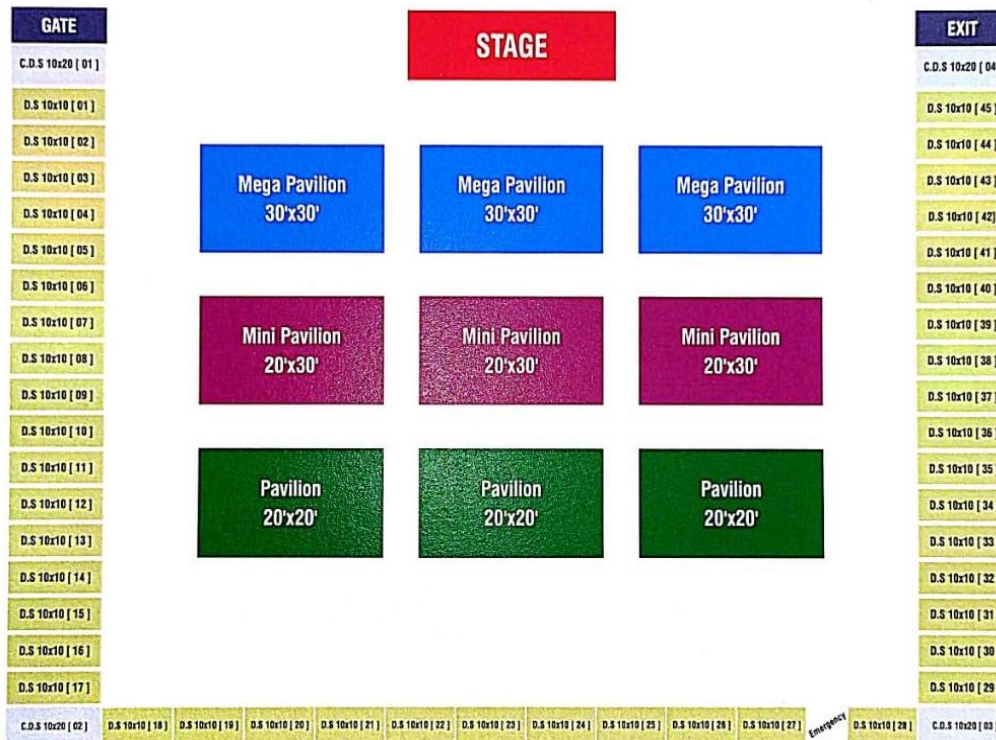 GATE
STAGE
EXIT
C.D.S 10x20 [ 01 ]
C.D.S 10x20 [ 04
D.S 10x10 [ 01 ]
D.S 10x10 [ 02 ]
D.S 10x10 [ 03 ]
D.S 10x10 [ 04 ]
D.S 10x10 [ 05 ]
D.S 10x10 [ 06 ]
D.S 10x10 [ 07 ]
D.S 10x10 [ 08 ]
D.S 10x10 [ 09 ]
D.S 10x10 [ 10 ]
D.S 10x10 [ 11 ]
D.S 10x10 [ 12 ]
D.S 10x10 [ 13 ]
D.S 10x10 [ 14 ]
D.S 10x10 [ 15 ]
D.S 10x10 [ 16 ]
D.S 10x10 [ 17 ]
Mega Pavilion
30'x30'
Mega Pavilion
30'x30'
Mega Pavilion
30'x30'
Mini Pavilion
20'x30'
Mini Pavilion
20'x30'
Mini Pavilion
20'x30'
Pavilion
20'x20'
Pavilion
20'x20'
Pavilion
20'x20'
D.S 10x10 [ 45 ]
D.S 10x10 [ 44 ]
D.S 10x10 [ 43 ]
D.S 10x10 [ 42]
D.S 10x10 [ 41 ]
D.S 10x10 [ 40 ]
D.S 10x10 [ 39 ]
D.S 10x10 [ 38 ]
D.S 10x10 [ 37 ]
D.S 10x10 [ 36 ]
D.S 10x10 [ 35 ]
D.S 10x10 [ 34
D.S 10x10 [ 33
D.S 10x10 [ 32
D.S 10x10 [ 31
D.S 10x10 [ 30
D.S 10x10 [ 29
C.D.S 10x20 [ 02 ]
D.S 10x10 [ 18 ]
D.S 10x10 [ 19 ]
D.S 10x10 [ 20 ]
D.S 10x10 [ 21 ]
D.S 10x10 [ 22 ]
D.S 10x10 [ 23 ]
D.S 10x10 [ 24 ]
D.S 10x10 [ 25 ]
D.S 10x10 [ 26 ]
D.S 10x10 [ 27 ]
Emergency
D.S 10x10 [ 28 ]
C.D.S 10x20 [ 03 ]